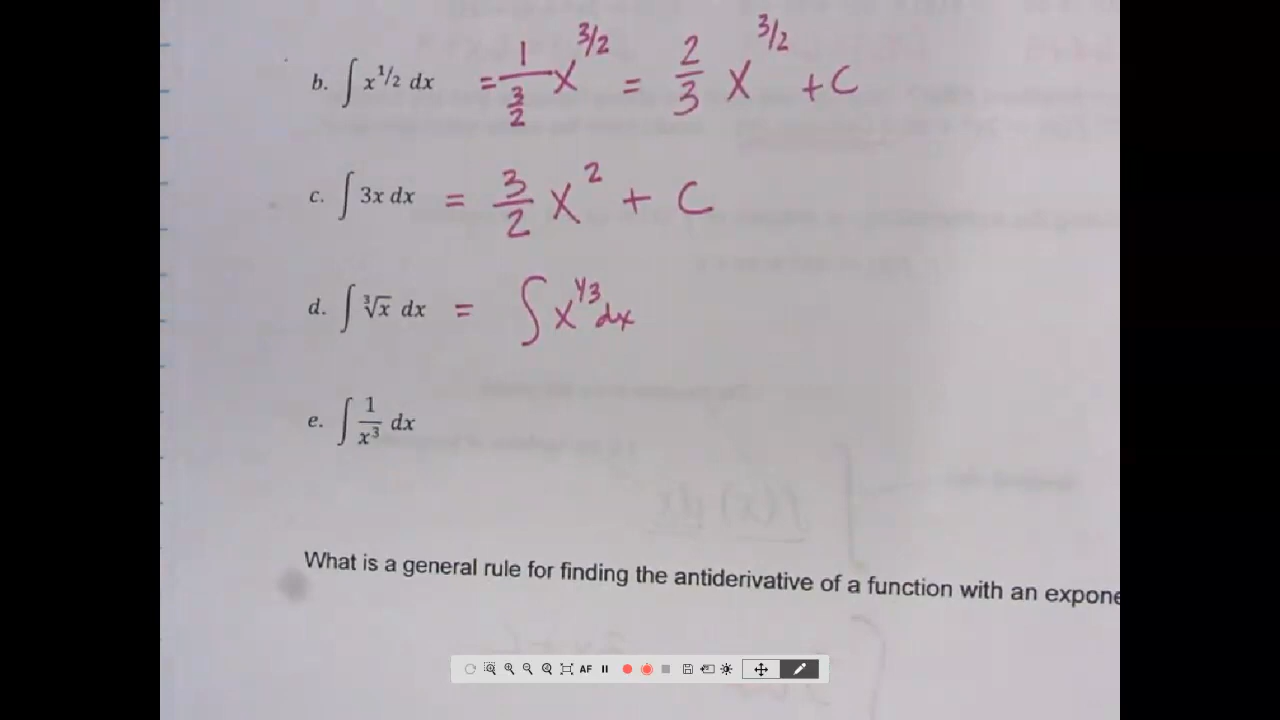 b. ∫ x^1/2 dx = 1/(3/2) x^3/2 = 2/3 x^3/2 + C
c. ∫ 3x dx = 3/2 x^2 + C
d. ∫ ∛x dx = ∫ x^1/3 dx
e. ∫ 1/x^3 dx
What is a general rule for finding the antiderivative of a function with an expone
AF